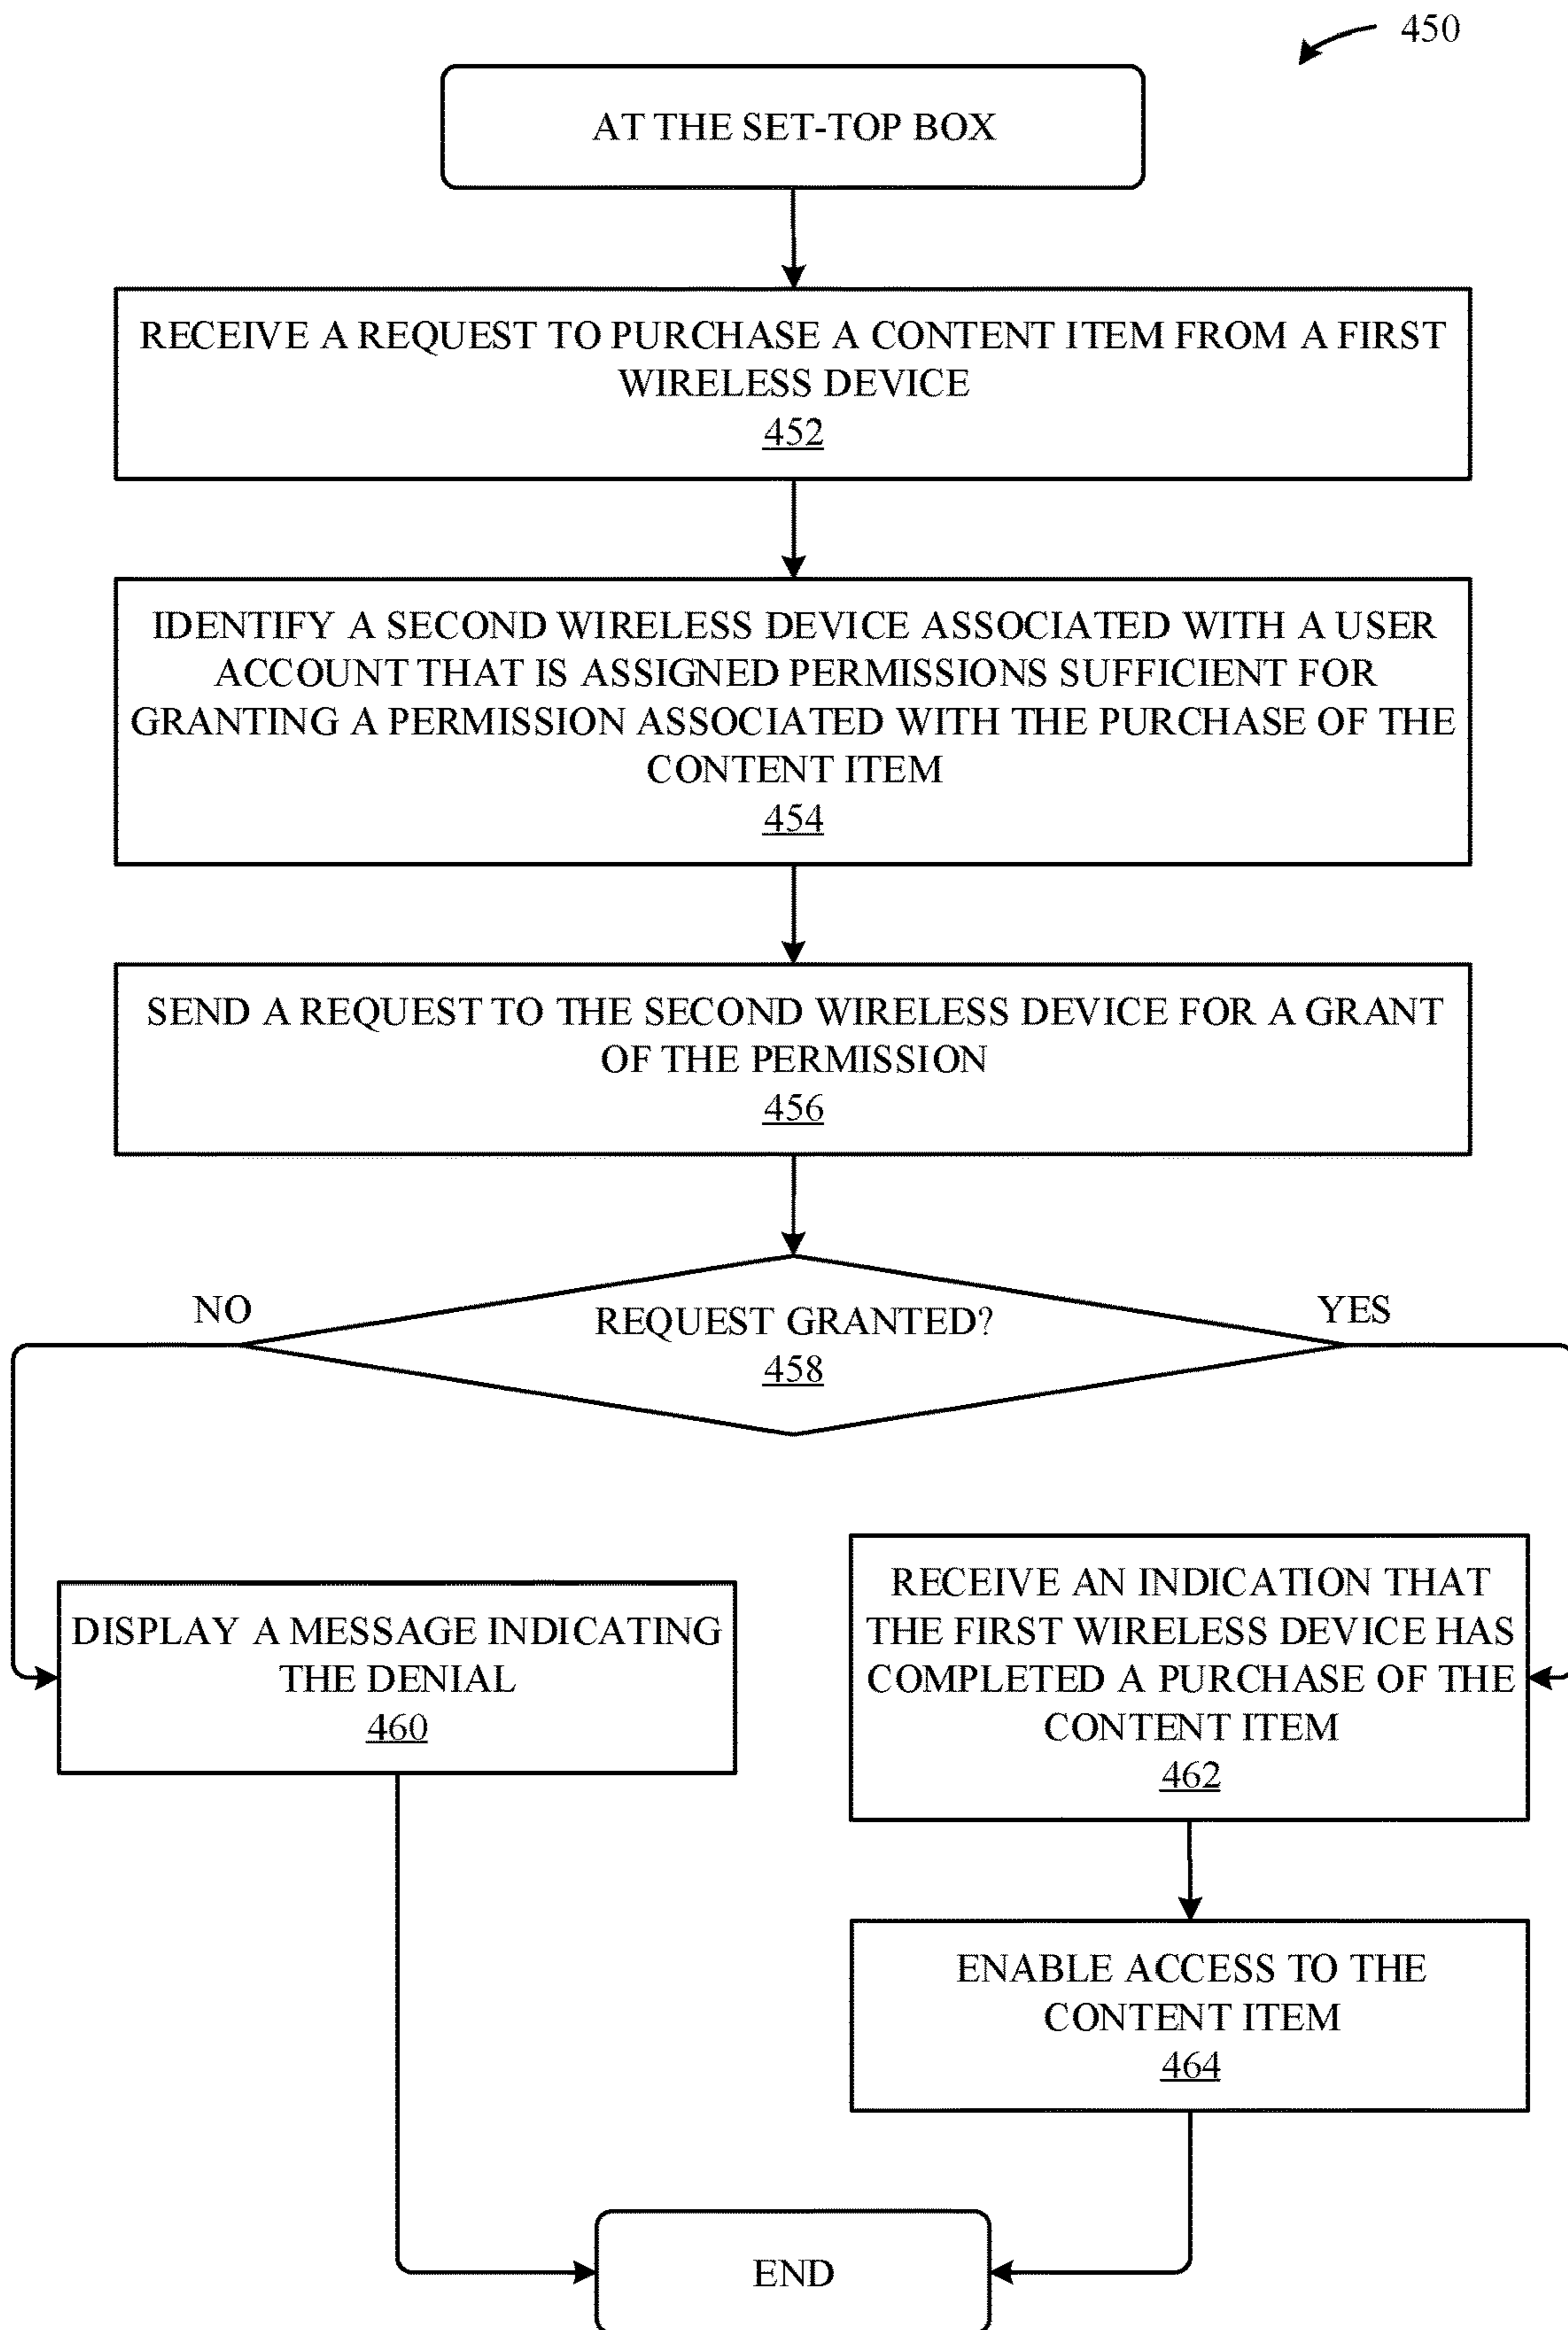 450
AT THE SET-TOP BOX
RECEIVE A REQUEST TO PURCHASE A CONTENT ITEM FROM A FIRST
WIRELESS DEVICE
452
IDENTIFY A SECOND WIRELESS DEVICE ASSOCIATED WITH A USER
ACCOUNT THAT IS ASSIGNED PERMISSIONS SUFFICIENT FOR
GRANTING A PERMISSION ASSOCIATED WITH THE PURCHASE OF THE
CONTENT ITEM
454
SEND A REQUEST TO THE SECOND WIRELESS DEVICE FOR A GRANT
OF THE PERMISSION
456
NO
REQUEST GRANTED?
458
YES
DISPLAY A MESSAGE INDICATING
THE DENIAL
460
RECEIVE AN INDICATION THAT
THE FIRST WIRELESS DEVICE HAS
COMPLETED A PURCHASE OF THE
CONTENT ITEM
462
ENABLE ACCESS TO THE
CONTENT ITEM
464
END